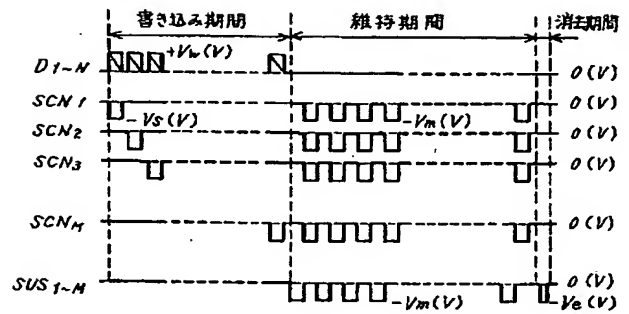 書き込み期間 維持期間 消去期間
D1~N +Vw(V) 0(V)
SCN1 -Vs(V) -Vm(V) 0(V)
SCN2 0(V)
SCN3 0(V)
SCNM 0(V)
SUS1~M -Vm(V) 0(V)
-Ve(V)